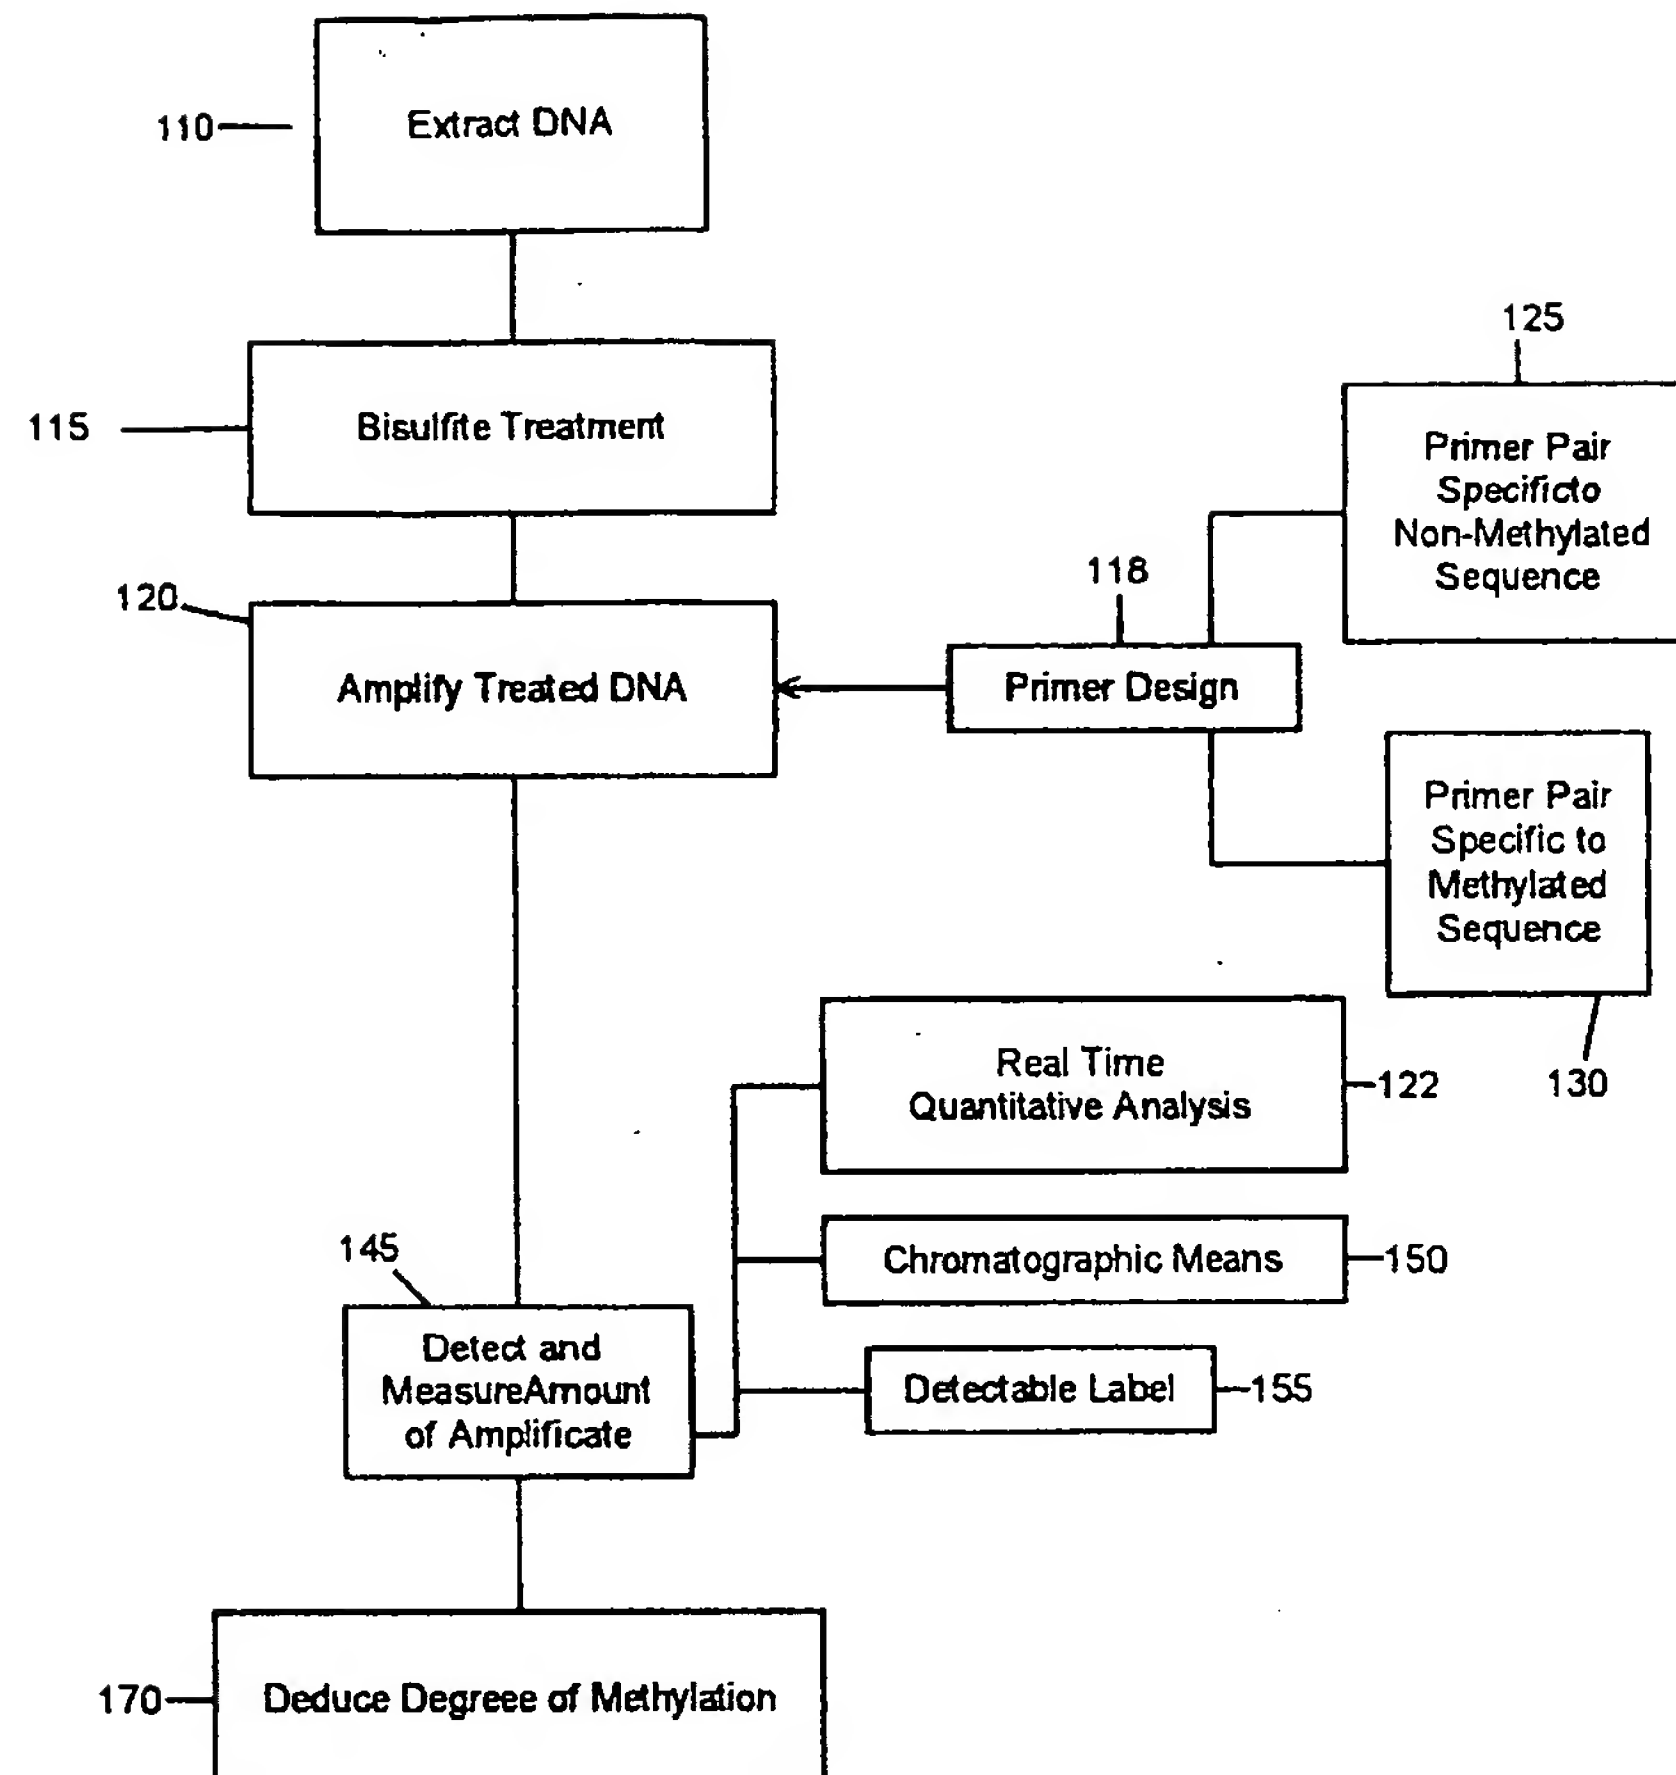 Extract DNA
110
125
115
Bisulfite Treatment
Primer Pair
Specificto
Non-Methylated
Sequence
118
120
Amplify Treated DNA
Primer Design
Primer Pair
Specific to
Methylated
Sequence
Real Time
Quantitative Analysis
122
130
145
Chromatographic Means
150
Detect and
MeasureAmount
of Amplificate
Detectable Label
155
170
Deduce Degreee of Methylation